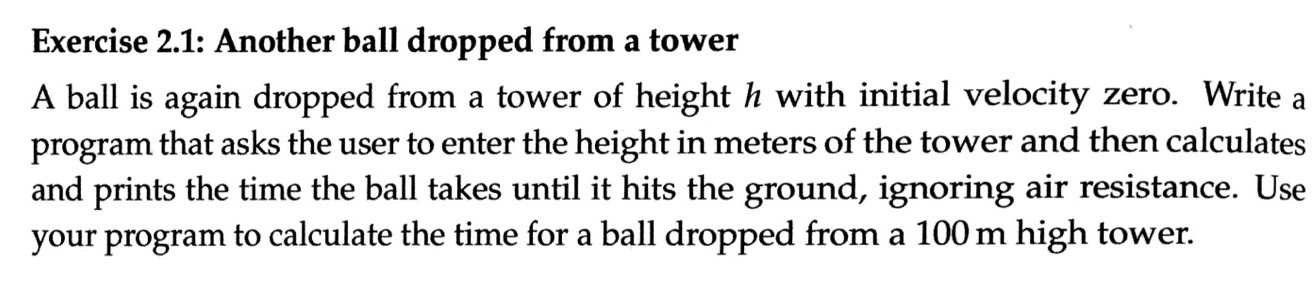 Exercise 2.1: Another ball dropped from a tower
A ball is again dropped from a tower of height h with initial velocity zero. Write a
program that asks the user to enter the height in meters of the tower and then calculates
and prints the time the ball takes until it hits the ground, ignoring air resistance. Use
your program to calculate the time for a ball dropped from a 100 m high tower.